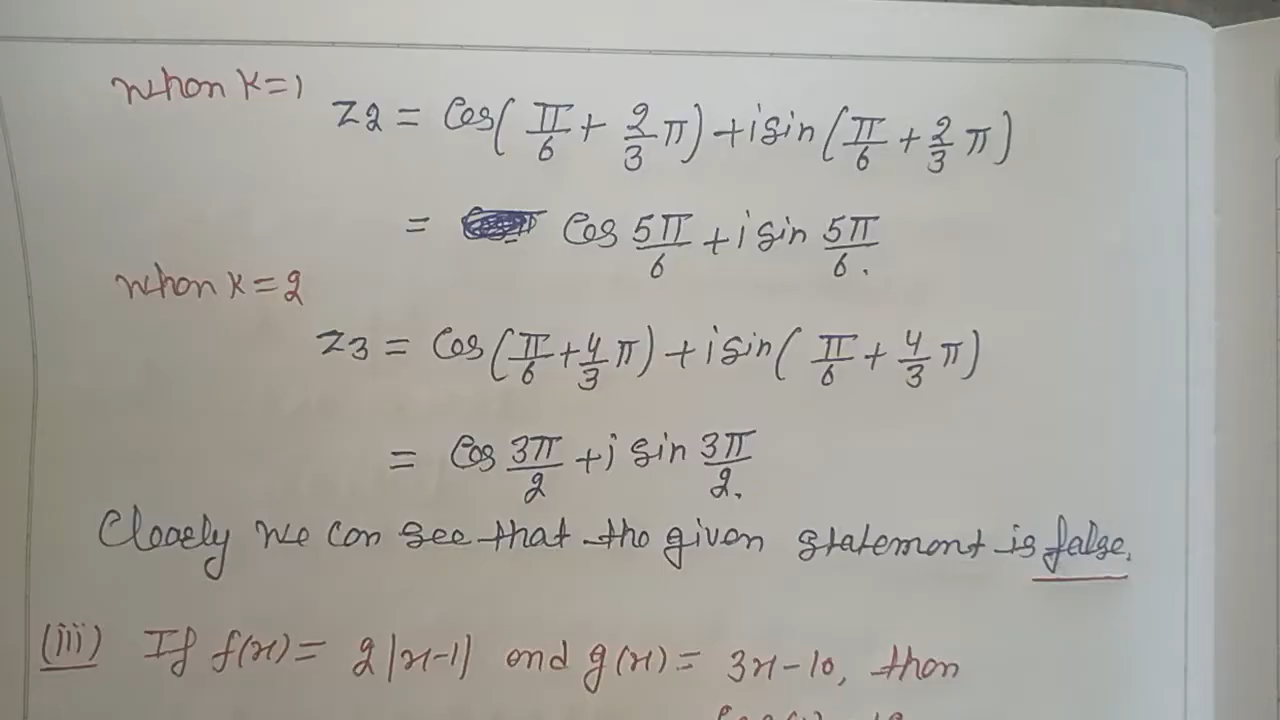 when K=1
z2 = Cos(π/6 + 2/3 π) + i sin(π/6 + 2/3 π)
= Cos 5π/6 + i sin 5π/6.
when K=2
z3 = Cos(π/6 + 4/3 π) + i sin(π/6 + 4/3 π)
= Cos 3π/2 + i sin 3π/2.
Clearly we can see that the given statement is false.
(iii) If f(x) = 2|x-1| and g(x) = 3x-10, then